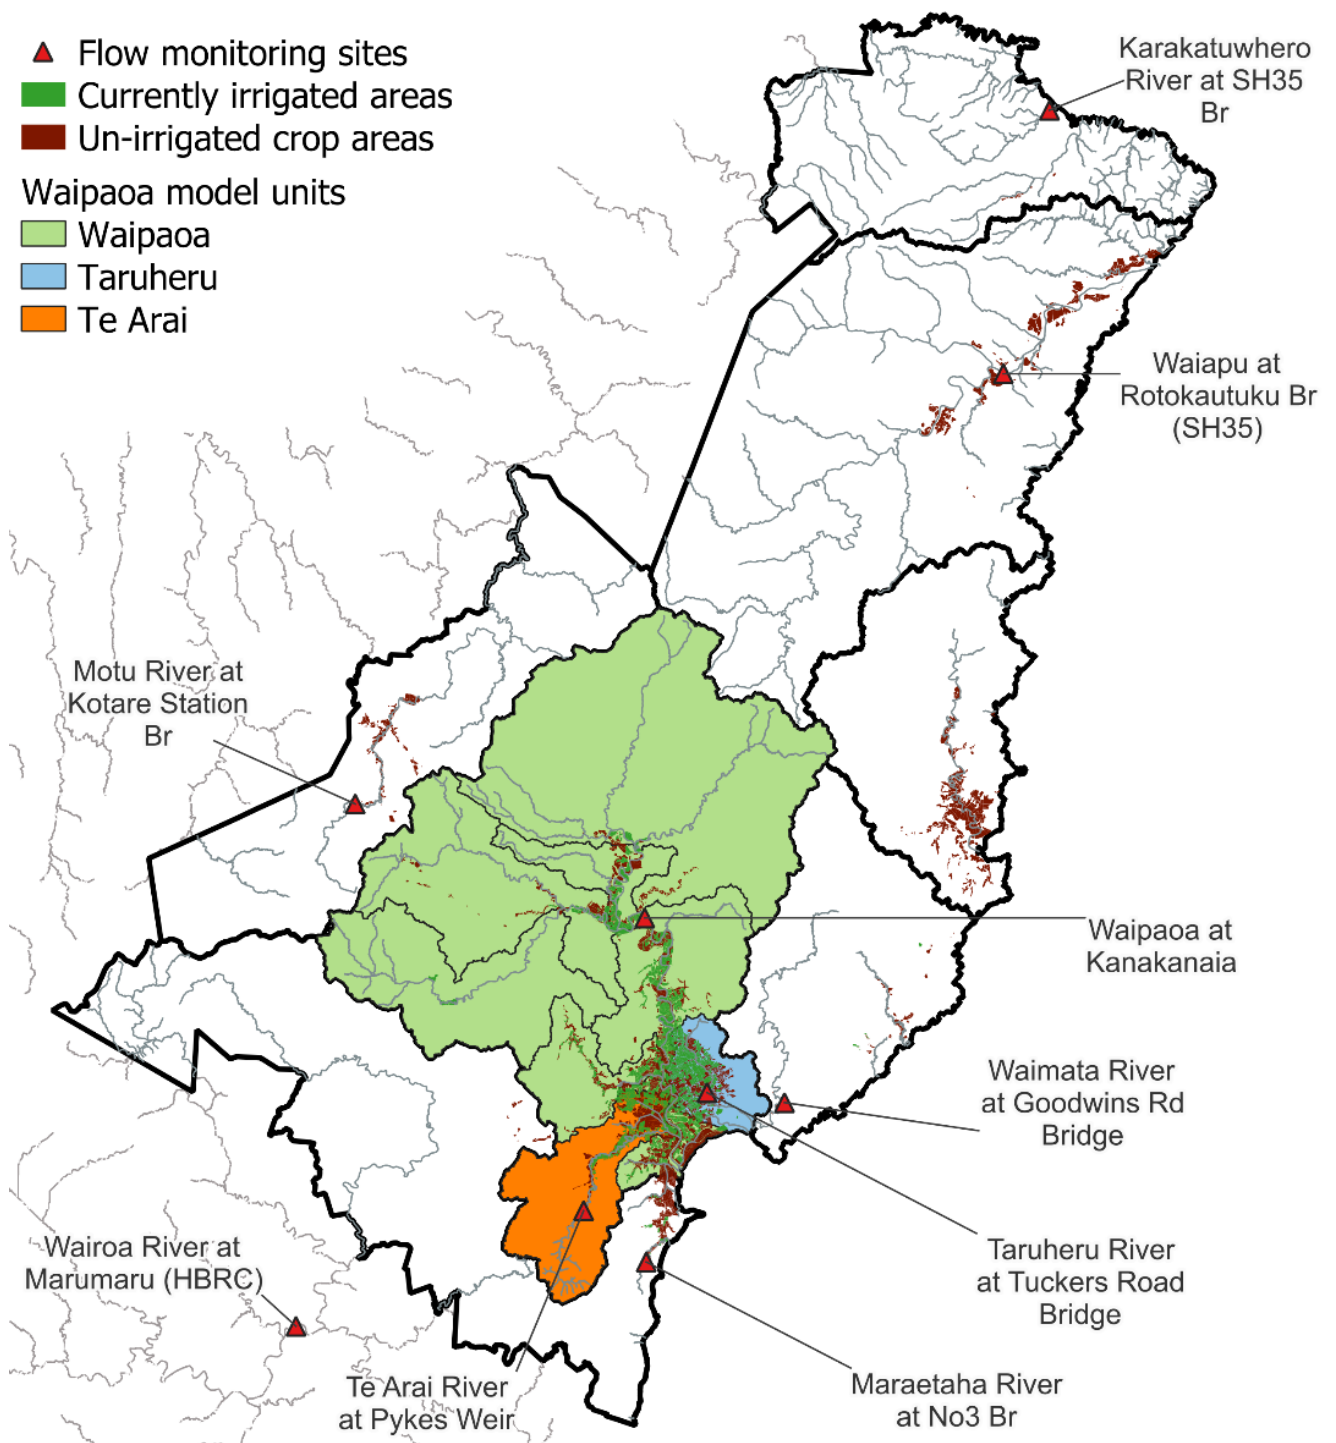 Flow monitoring sites
Currently irrigated areas
Un-irrigated crop areas
Waipaoa model units
Waipaoa
Taruheru
Te Arai
Karakatuwhero
River at SH35
Br
Waiapu at
Rotokautuku Br
(SH35)
Motu River at
Kotare Station
Br
Waipaoa at
Kanakanaia
Waimata River
at Goodwins Rd
Bridge
Taruheru River
at Tuckers Road
Bridge
Wairoa River at
Marumaru (HBRC)
Te Arai River
at Pykes Weir
Maraetaha River
at No3 Br